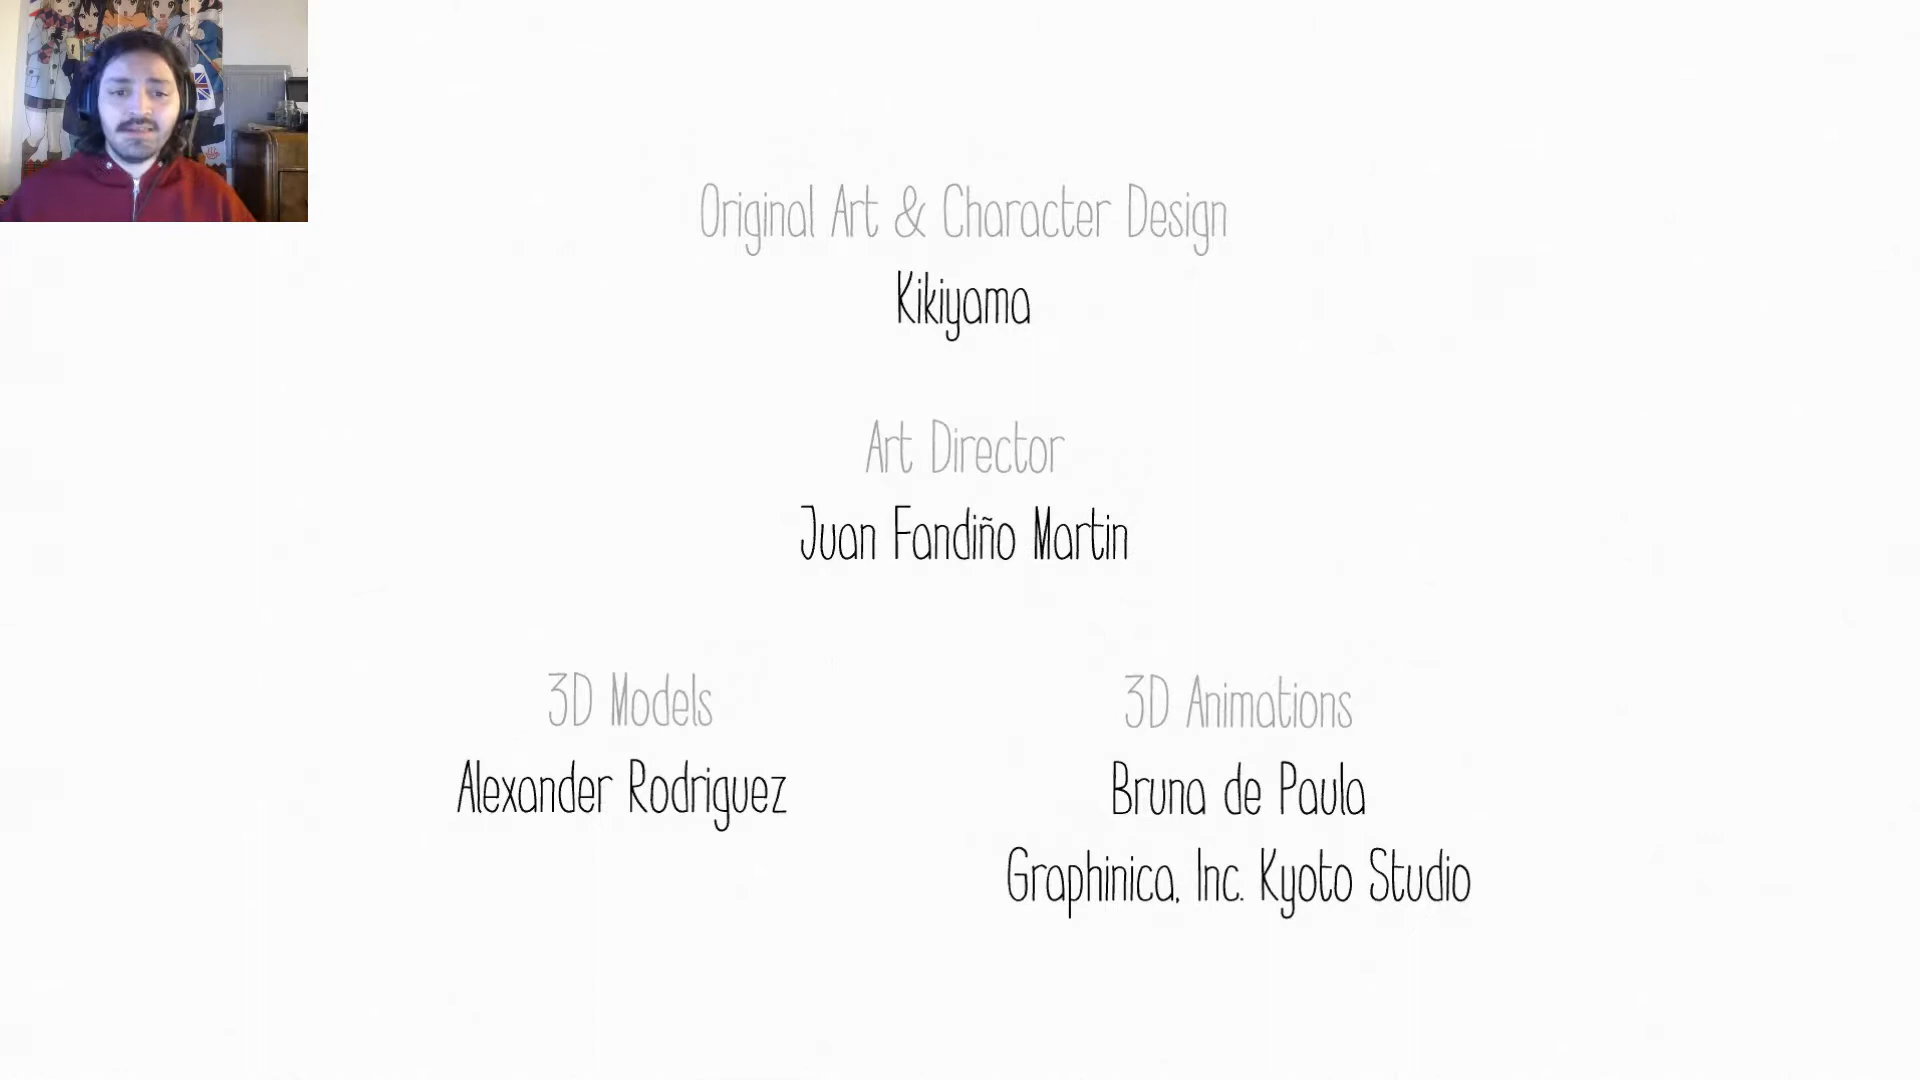 Original Art & Character Design
Kikiyama
Art Director
Juan Fandiño Martin
3D Models
Alexander Rodriguez
3D Animations
Bruna de Paula
Graphinica, Inc. Kyoto Studio